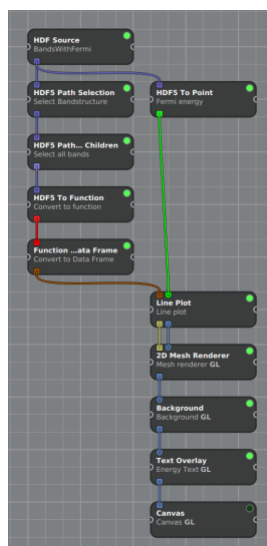 HDF Source
BandsWithFermi
HDF5 Path Selection
Select Bandstructure
HDF5 To Point
Fermi energy
HDF5 Path... Children
Select all bands
HDF5 To Function
Convert to function
Function ...ata Frame
Convert to Data Frame
Line Plot
Line plot
2D Mesh Renderer
Mesh renderer GL
Background
Background GL
Text Overlay
Energy Text GL
Canvas
Canvas GL